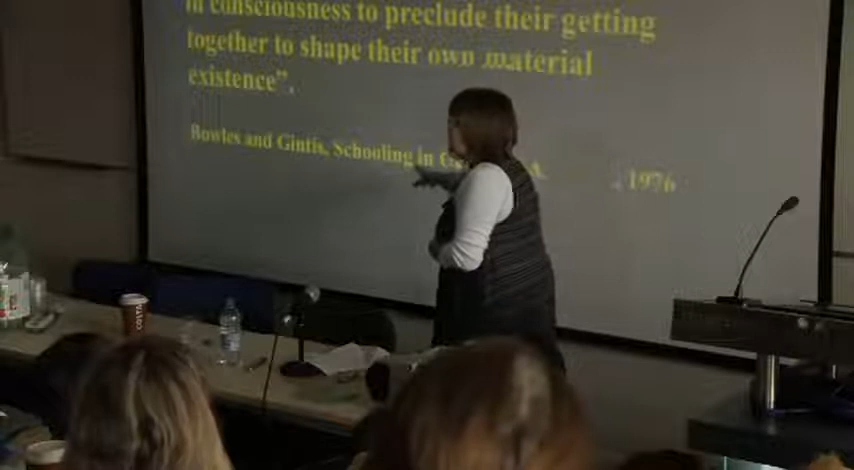 in consciousness to preclude their getting
together to shape their own material
existence".
Bowles and Gintis, Schooling in C A. 1976
COSTA